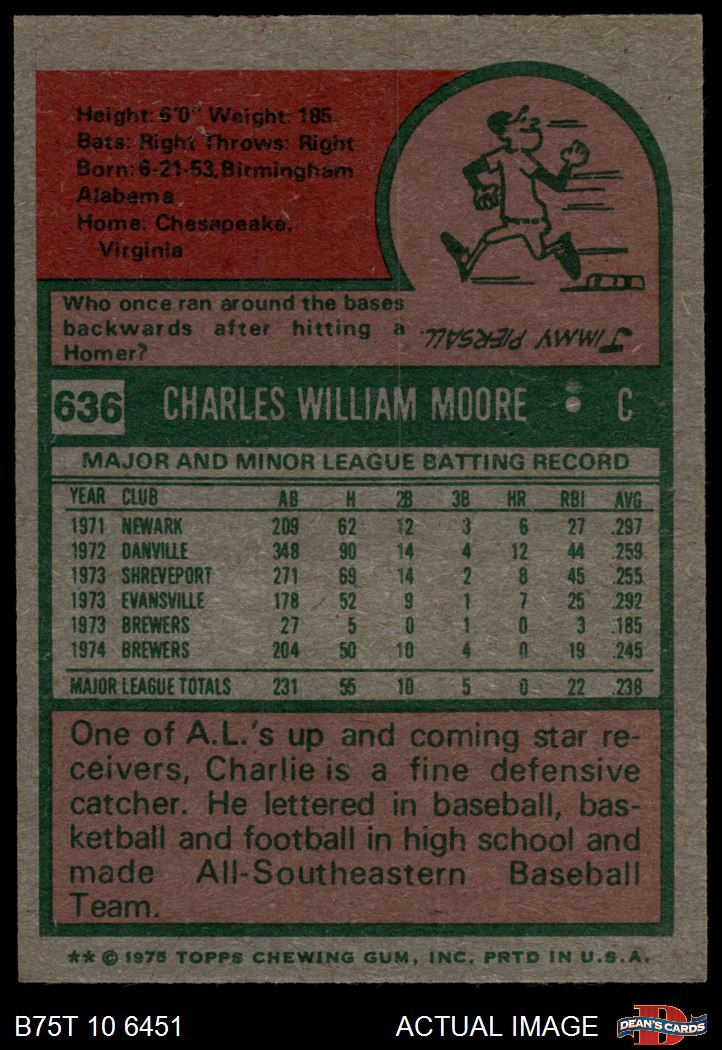 Height: 6'0" Weight: 185
Bats: Right Throws: Right
Born: 6-21-53, Birmingham
Alabama
Home: Chesapeake,
Virginia
Who once ran around the bases
backwards after hitting a
Homer?
JIMMY PIERSALL.
636 CHARLES WILLIAM MOORE • C
MAJOR AND MINOR LEAGUE BATTING RECORD
YEAR CLUB AB H 2B 3B HR RBI AVG
1971 NEWARK 209 62 12 3 6 27 .297
1972 DANVILLE 348 90 14 4 12 44 .259
1973 SHREVEPORT 271 69 14 2 8 45 .255
1973 EVANSVILLE 178 52 9 1 7 25 .292
1973 BREWERS 27 5 0 1 0 3 .185
1974 BREWERS 204 50 10 4 0 19 .245
MAJOR LEAGUE TOTALS 231 55 10 5 0 22 .238
One of A.L.'s up and coming star re-
ceivers, Charlie is a fine defensive
catcher. He lettered in baseball, bas-
ketball and football in high school and
made All-Southeastern Baseball
Team.
** © 1975 TOPPS CHEWING GUM, INC. PRTD IN U.S.A.
B75T 10 6451 ACTUAL IMAGE DEAN'S CARDS